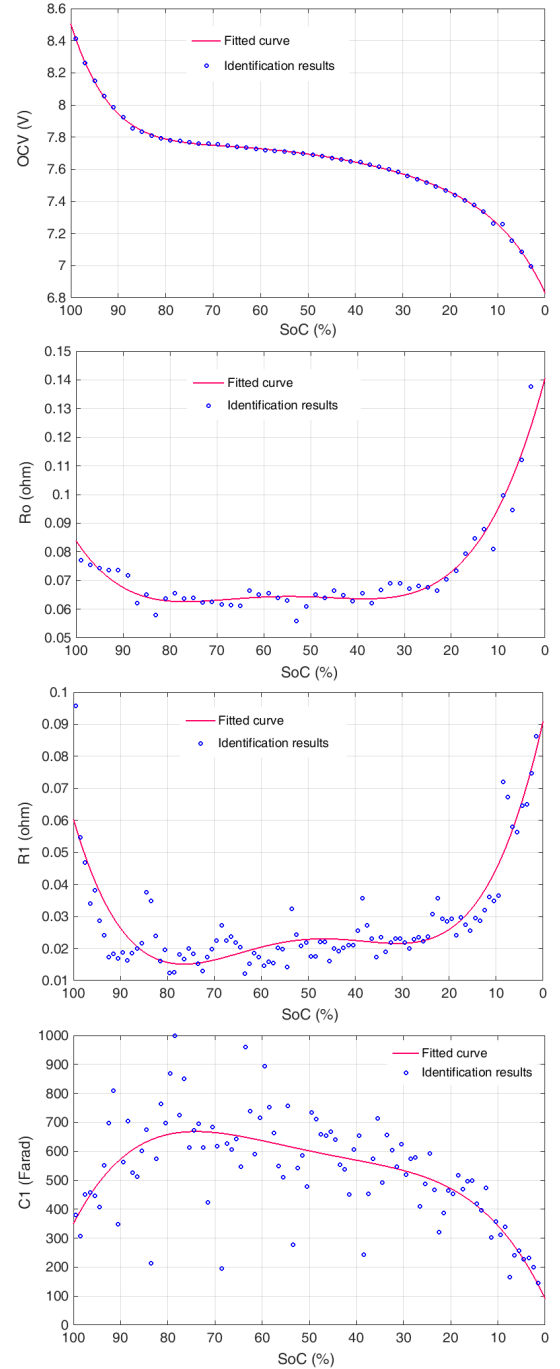 8.6
8.4
8.2
8
7.8
7.6
7.4
7.2
7
6.8
OCV (V)
Fitted curve
Identification results
100 90 80 70 60 50 40 30 20 10 0
SoC (%)
0.15
0.14
0.13
0.12
0.11
0.1
0.09
0.08
0.07
0.06
0.05
Ro (ohm)
Fitted curve
Identification results
100 90 80 70 60 50 40 30 20 10 0
SoC (%)
0.1
0.09
0.08
0.07
0.06
0.05
0.04
0.03
0.02
0.01
R1 (ohm)
Fitted curve
Identification results
100 90 80 70 60 50 40 30 20 10 0
SoC (%)
1000
900
800
700
600
500
400
300
200
100
0
C1 (Farad)
Fitted curve
Identification results
100 90 80 70 60 50 40 30 20 10 0
SoC (%)